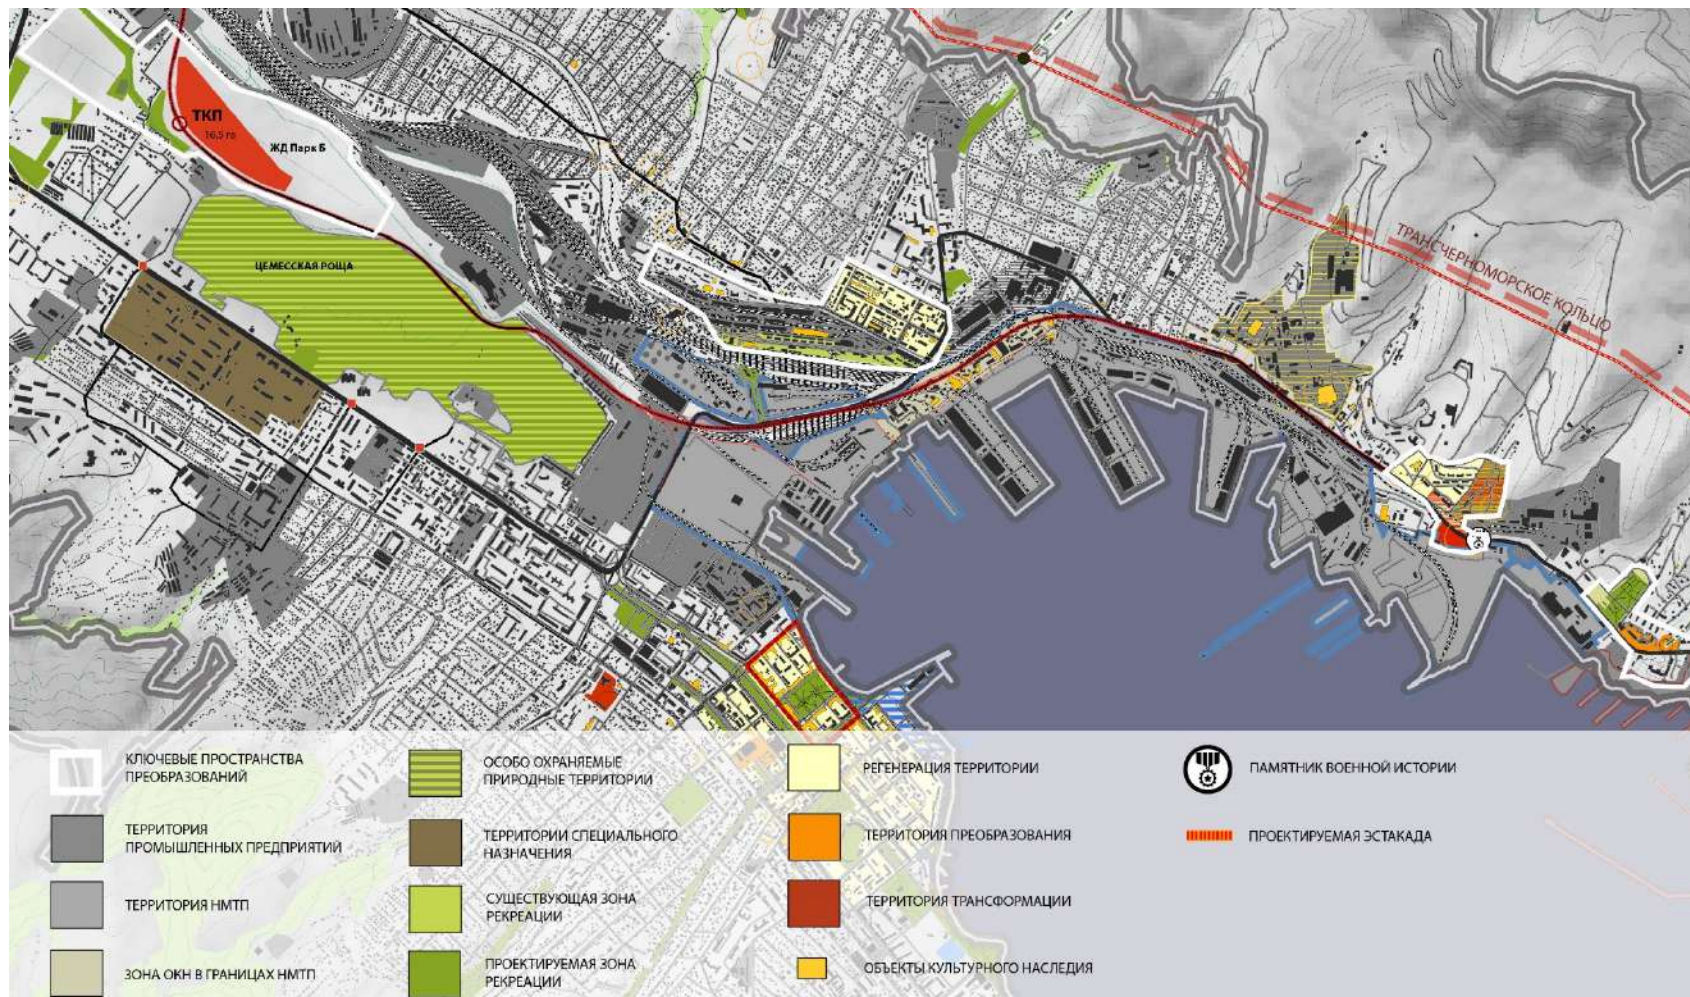 ТКП
16,5 га
ЖД Парк Б
ЦЕМЕССКАЯ РОЩА
ТРАНСЧЕРНОМОРСКОЕ КОЛЬЦО
КЛЮЧЕВЫЕ ПРОСТРАНСТВА
ПРЕОБРАЗОВАНИЙ
ТЕРРИТОРИЯ
ПРОМЫШЛЕННЫХ ПРЕДПРИЯТИЙ
ТЕРРИТОРИЯ НМТП
ЗОНА ОКН В ГРАНИЦАХ НМТП
ОСОБО ОХРАНЯЕМЫЕ
ПРИРОДНЫЕ ТЕРРИТОРИИ
ТЕРРИТОРИИ СПЕЦИАЛЬНОГО
НАЗНАЧЕНИЯ
СУЩЕСТВУЮЩАЯ ЗОНА
РЕКРЕАЦИИ
ПРОЕКТИРУЕМАЯ ЗОНА
РЕКРЕАЦИИ
РЕГЕНЕРАЦИЯ ТЕРРИТОРИИ
ТЕРРИТОРИЯ ПРЕОБРАЗОВАНИЯ
ТЕРРИТОРИЯ ТРАНСФОРМАЦИИ
ОБЪЕКТЫ КУЛЬТУРНОГО НАСЛЕДИЯ
ПАМЯТНИК ВОЕННОЙ ИСТОРИИ
ПРОЕКТИРУЕМАЯ ЭСТАКАДА